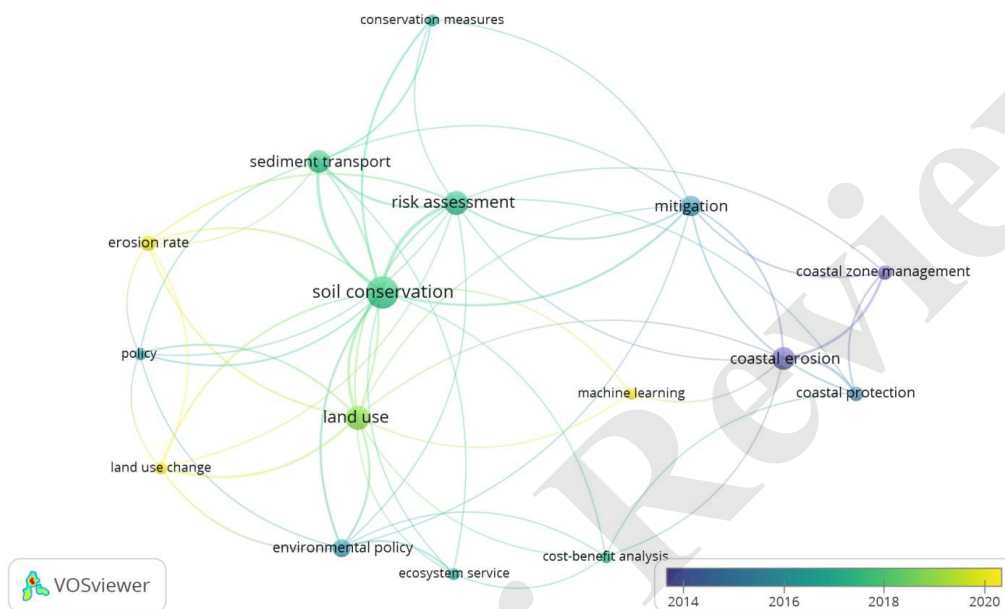 conservation measures
sediment transport
risk assessment
mitigation
erosion rate
coastal zone management
soil conservation
policy
coastal erosion
machine learning
coastal protection
land use
land use change
environmental policy
cost-benefit analysis
ecosystem service
VOSviewer
2014 2016 2018 2020
Review